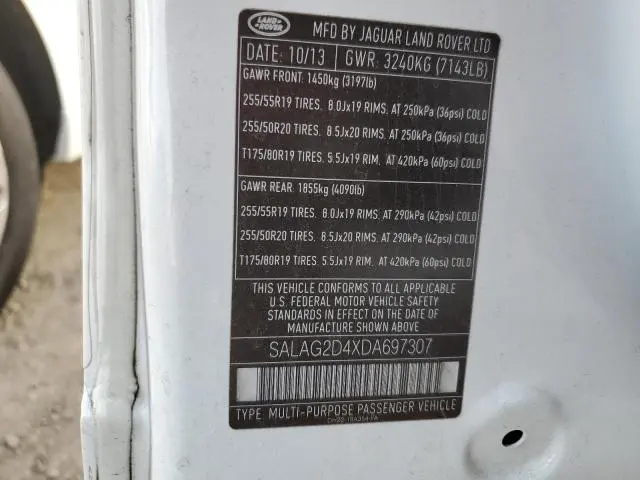 LAND ROVER
MFD BY JAGUAR LAND ROVER LTD
DATE: 10/13 GWR: 3240KG (7143LB)
GAWR FRONT: 1450kg (3197lb)
255/55R19 TIRES. 8.0Jx19 RIMS. AT 250kPa (36psi) COLD
255/50R20 TIRES. 8.5Jx20 RIMS. AT 250kPa (36psi) COLD
T175/80R19 TIRES. 5.5Jx19 RIM. AT 420kPa (60psi) COLD
GAWR REAR: 1855kg (4090lb)
255/55R19 TIRES. 8.0Jx19 RIMS. AT 290kPa (42psi) COLD
255/50R20 TIRES. 8.5Jx20 RIMS. AT 290kPa (42psi) COLD
T175/80R19 TIRES. 5.5Jx19 RIM. AT 420kPa (60psi) COLD
THIS VEHICLE CONFORMS TO ALL APPLICABLE
U.S. FEDERAL MOTOR VEHICLE SAFETY
STANDARDS IN EFFECT ON THE DATE OF
MANUFACTURE SHOWN ABOVE.
SALAG2D4XDA697307
TYPE: MULTI-PURPOSE PASSENGER VEHICLE